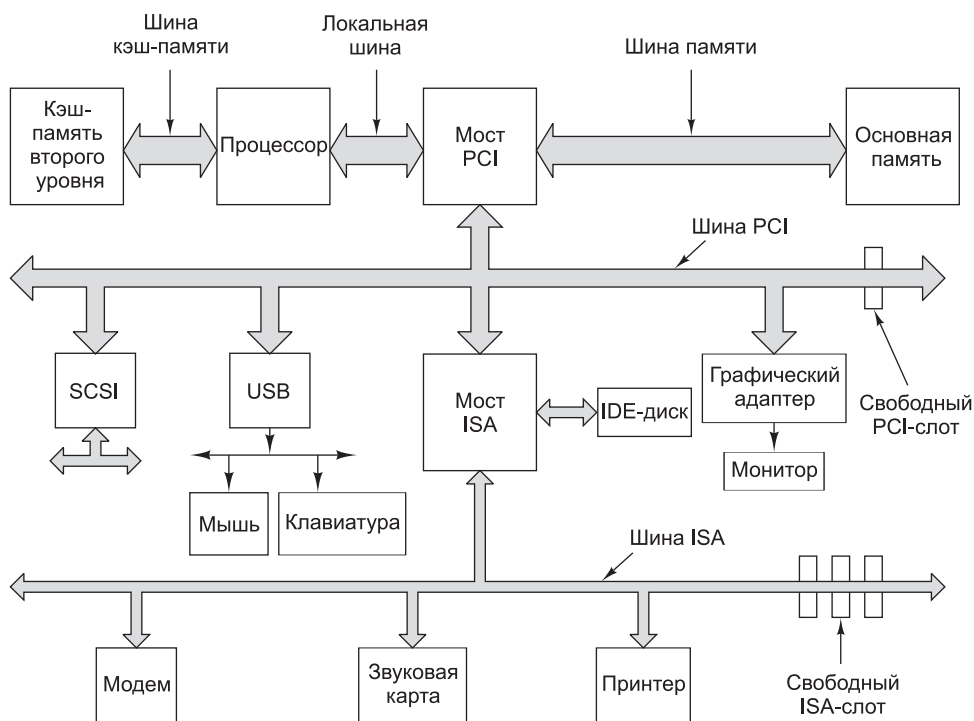 Шина
кэш-памяти
Локальная
шина
Шина памяти
Кэш-
память
второго
уровня
Процессор
Мост
PCI
Основная
память
Шина PCI
SCSI
USB
Мост
ISA
IDE-диск
Графический
адаптер
Свободный
PCI-слот
Монитор
Мышь
Клавиатура
Шина ISA
Модем
Звуковая
карта
Принтер
Свободный
ISA-слот